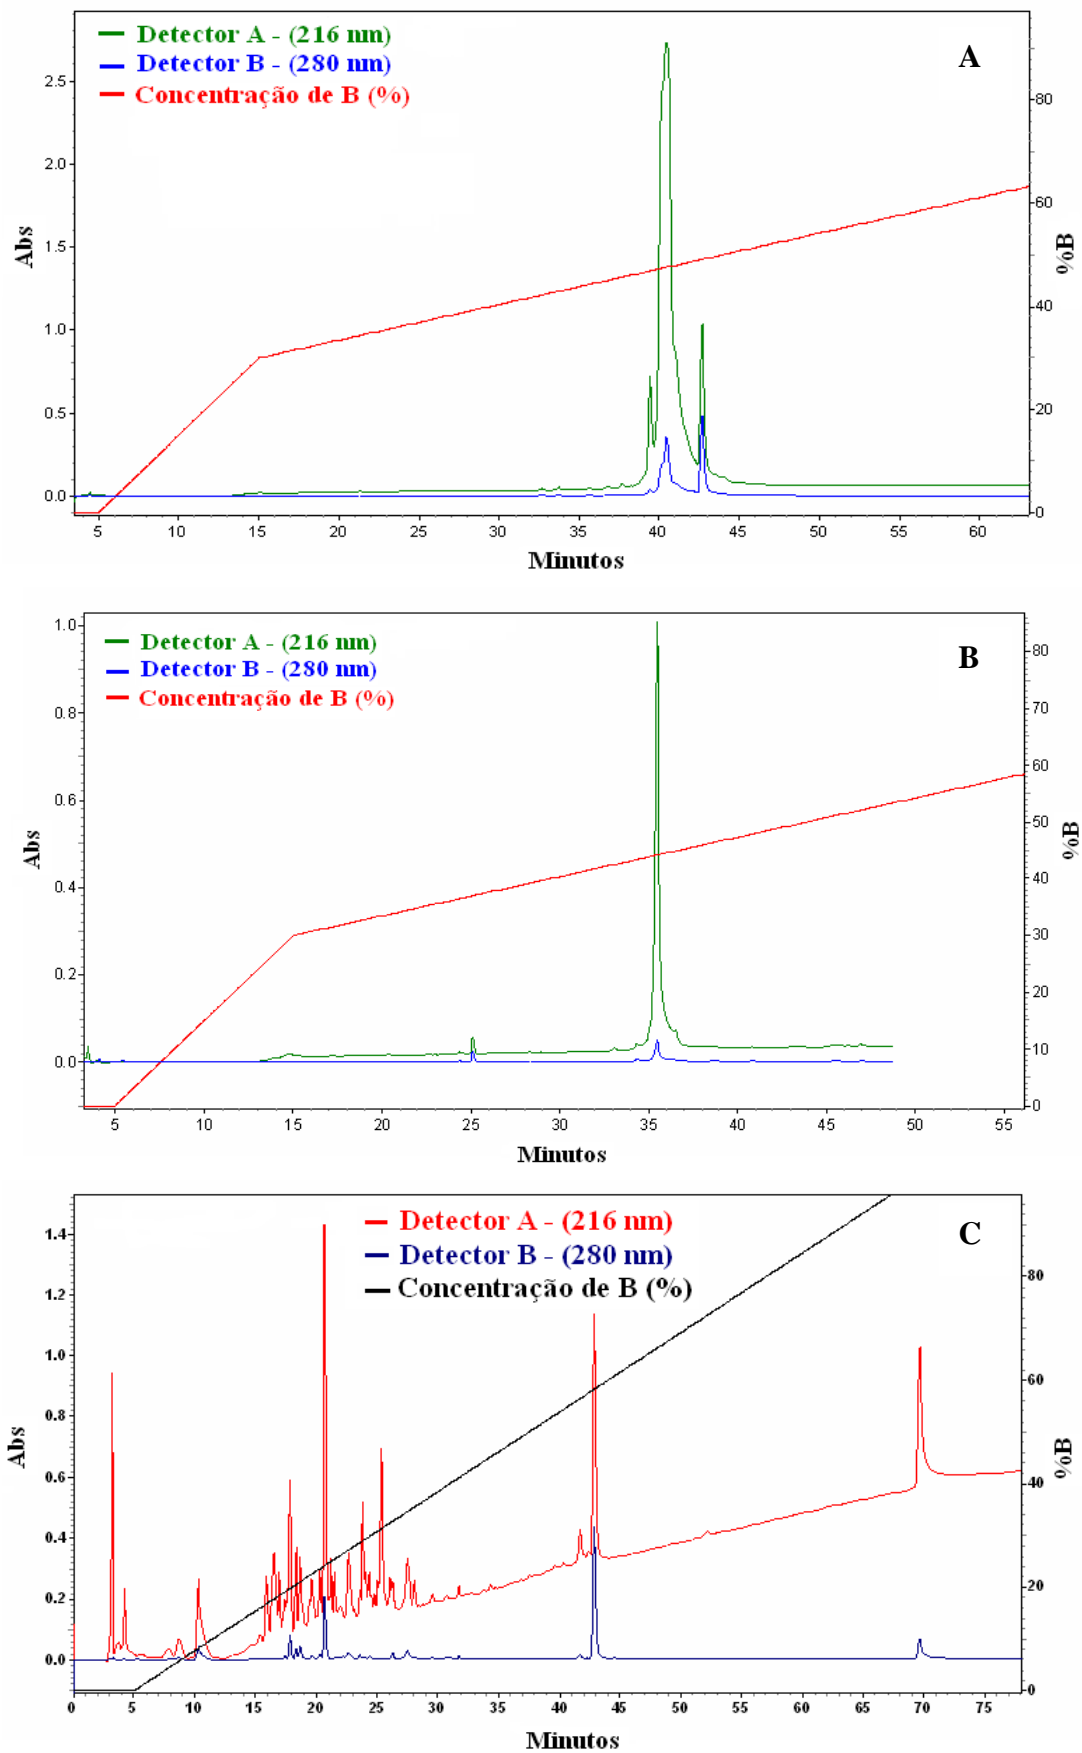 Detector A - (216 nm)
Detector B - (280 nm)
Concentração de B (%)
A
2.5
2.0
1.5
1.0
0.5
0.0
Abs
80
60
40
20
0
%B
5 10 15 20 25 30 35 40 45 50 55 60
Minutos
Detector A - (216 nm)
Detector B - (280 nm)
Concentração de B (%)
B
1.0
0.8
0.6
0.4
0.2
0.0
Abs
80
70
60
50
40
30
20
10
0
%B
5 10 15 20 25 30 35 40 45 50 55
Minutos
Detector A - (216 nm)
Detector B - (280 nm)
Concentração de B (%)
C
1.4
1.2
1.0
0.8
0.6
0.4
0.2
0.0
Abs
80
60
40
20
0
%B
0 5 10 15 20 25 30 35 40 45 50 55 60 65 70 75
Minutos